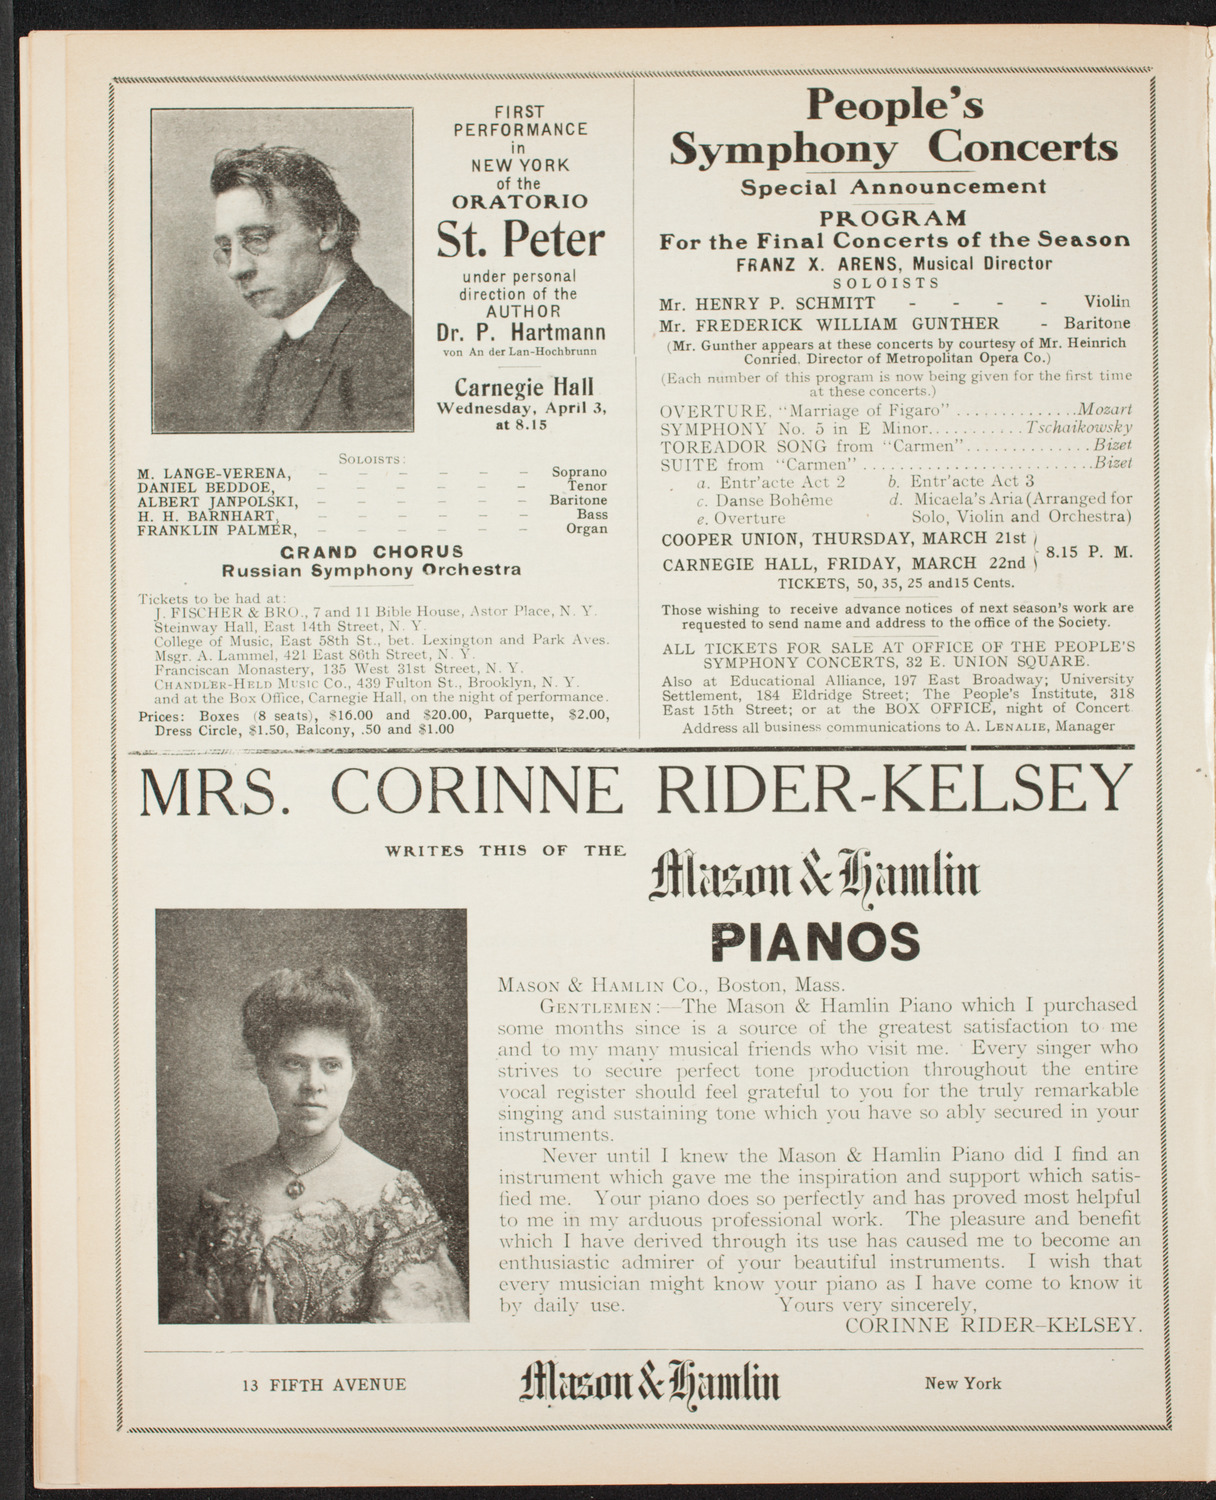 FIRST
PERFORMANCE
in
NEW YORK
of the
ORATORIO
St. Peter
under personal
direction of the
AUTHOR
Dr. P. Hartmann
von An der Lan-Hochbrunn
Carnegie Hall
Wednesday, April 3,
at 8.15
SOLOISTS:
M. LANGE-VERENA, – – – – – – Soprano
DANIEL BEDDOE, – – – – – – Tenor
ALBERT JANPOLSKI, – – – – – – Baritone
H. H. BARNHART, – – – – – – Bass
FRANKLIN PALMER, – – – – – – Organ
GRAND CHORUS
Russian Symphony Orchestra
Tickets to be had at:
J. FISCHER & BRO., 7 and 11 Bible House, Astor Place, N. Y.
Steinway Hall, East 14th Street, N. Y.
College of Music, East 58th St., bet. Lexington and Park Aves.
Msgr. A. Lammel, 421 East 86th Street, N. Y.
Franciscan Monastery, 135 West 31st Street, N. Y.
CHANDLER-HELD MUSIC CO., 439 Fulton St., Brooklyn, N. Y.
and at the Box Office, Carnegie Hall, on the night of performance.
Prices: Boxes (8 seats), $16.00 and $20.00, Parquette, $2.00,
Dress Circle, $1.50, Balcony, .50 and $1.00
People's
Symphony Concerts
Special Announcement
PROGRAM
For the Final Concerts of the Season
FRANZ X. ARENS, Musical Director
SOLOISTS
Mr. HENRY P. SCHMITT - - - - Violin
Mr. FREDERICK WILLIAM GUNTHER - Baritone
(Mr. Gunther appears at these concerts by courtesy of Mr. Heinrich
Conried, Director of Metropolitan Opera Co.)
(Each number of this program is now being given for the first time
at these concerts.)
OVERTURE, "Marriage of Figaro" .............Mozart
SYMPHONY No. 5 in E Minor...........Tschaikowsky
TOREADOR SONG from "Carmen"..............Bizet
SUITE from "Carmen"..........................Bizet
a. Entr'acte Act 2 b. Entr'acte Act 3
c. Danse Bohême d. Micaela's Aria (Arranged for
e. Overture Solo, Violin and Orchestra)
COOPER UNION, THURSDAY, MARCH 21st
CARNEGIE HALL, FRIDAY, MARCH 22nd } 8.15 P. M.
TICKETS, 50, 35, 25 and 15 Cents.
Those wishing to receive advance notices of next season's work are
requested to send name and address to the office of the Society.
ALL TICKETS FOR SALE AT OFFICE OF THE PEOPLE'S
SYMPHONY CONCERTS, 32 E. UNION SQUARE.
Also at Educational Alliance, 197 East Broadway; University
Settlement, 184 Eldridge Street; The People's Institute, 318
East 15th Street; or at the BOX OFFICE, night of Concert
Address all business communications to A. LENALIE, Manager
MRS. CORINNE RIDER-KELSEY
WRITES THIS OF THE
Mason & Hamlin
PIANOS
MASON & HAMLIN CO., Boston, Mass.
GENTLEMEN:—The Mason & Hamlin Piano which I purchased
some months since is a source of the greatest satisfaction to me
and to my many musical friends who visit me. Every singer who
strives to secure perfect tone production throughout the entire
vocal register should feel grateful to you for the truly remarkable
singing and sustaining tone which you have so ably secured in your
instruments.
Never until I knew the Mason & Hamlin Piano did I find an
instrument which gave me the inspiration and support which satis-
fied me. Your piano does so perfectly and has proved most helpful
to me in my arduous professional work. The pleasure and benefit
which I have derived through its use has caused me to become an
enthusiastic admirer of your beautiful instruments. I wish that
every musician might know your piano as I have come to know it
by daily use. Yours very sincerely,
CORINNE RIDER–KELSEY.
13 FIFTH AVENUE Mason & Hamlin New York